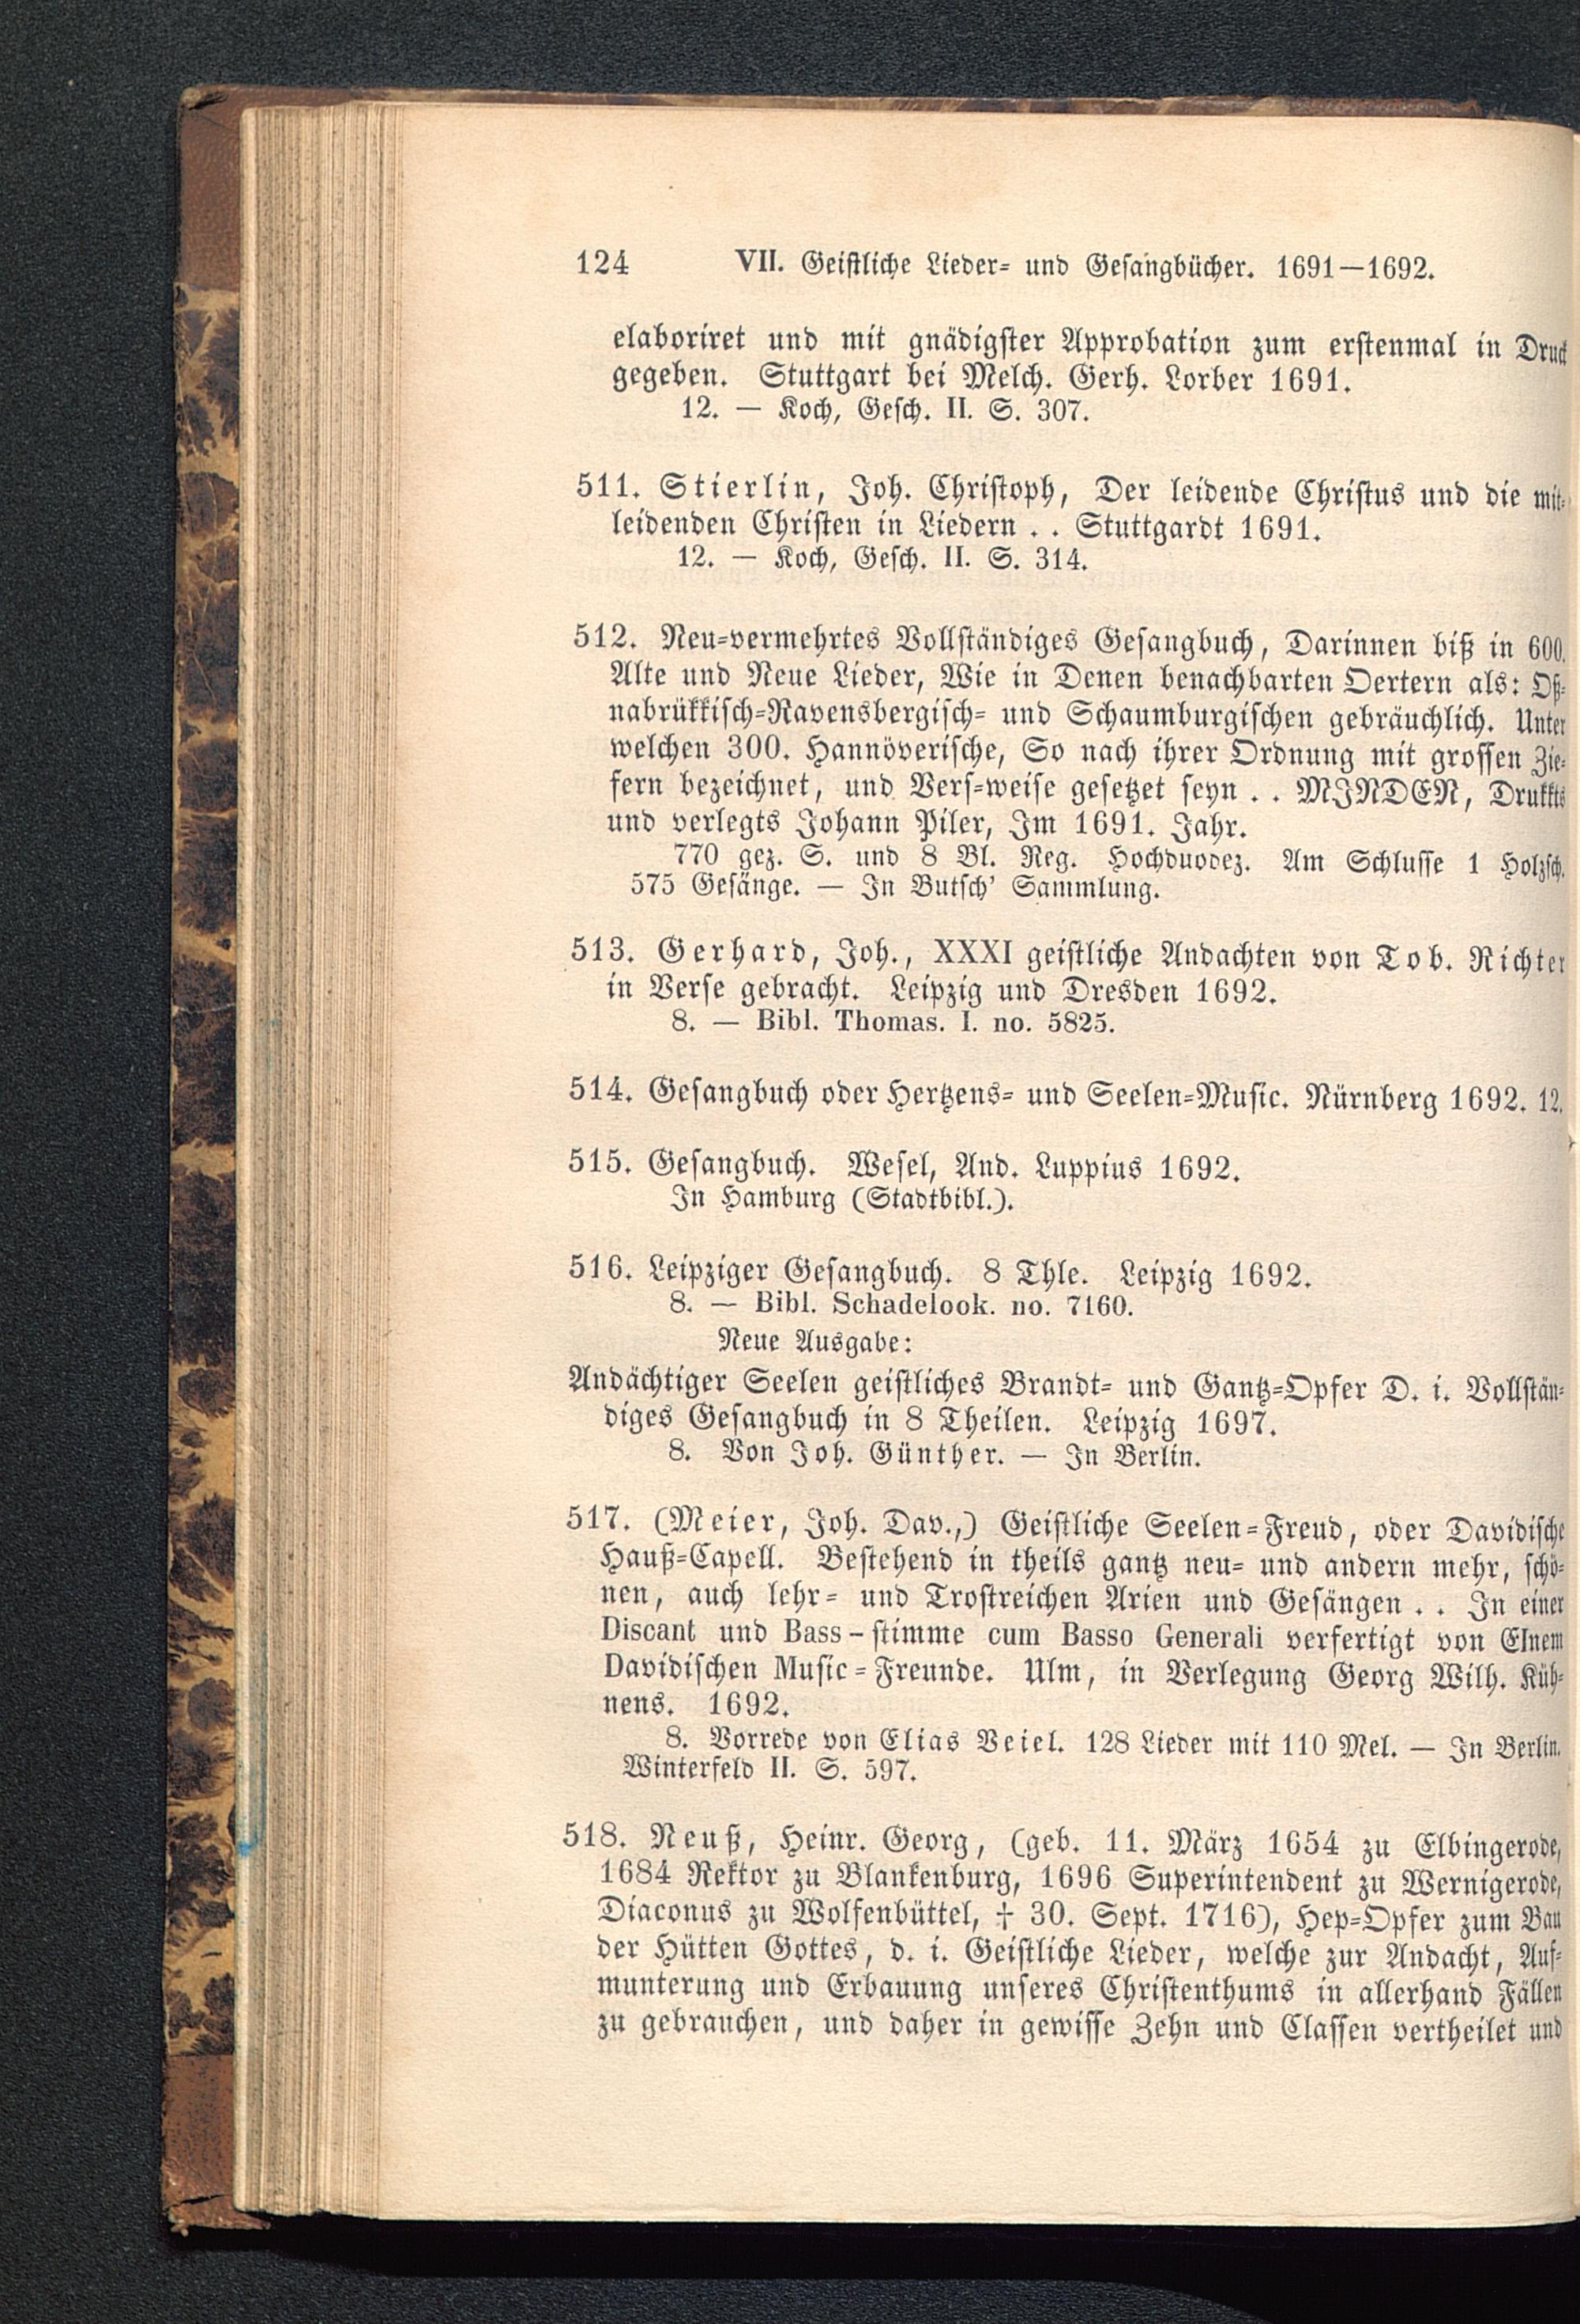 124 VII. Geistliche Lieder- und Gesangbücher. 1691—1692.
elaboriret und mit gnädigster Approbation zum erstenmal in Druck
gegeben. Stuttgart bei Melch. Gerh. Lorber 1691.
12. — Koch, Gesch. II. S. 307.
511. Stierlin, Joh. Christoph, Der leidende Christus und die mit-
leidenden Christen in Liedern . . Stuttgardt 1691.
12. — Koch, Gesch. II. S. 314.
512. Neu-vermehrtes Vollständiges Gesangbuch, Darinnen biß in 600.
Alte und Neue Lieder, Wie in Denen benachbarten Oertern als: Oß-
nabrükkisch-Ravensbergisch- und Schaumburgischen gebräuchlich. Unter
welchen 300. Hannöverische, So nach ihrer Ordnung mit grossen Zie-
fern bezeichnet, und Vers-weise gesetzet seyn . . MINDEN, Drukkts
und verlegts Johann Piler, Im 1691. Jahr.
770 gez. S. und 8 Bl. Reg. Hochduodez. Am Schlusse 1 Holzsch.
575 Gesänge. — In Butsch' Sammlung.
513. Gerhard, Joh., XXXI geistliche Andachten von Tob. Richter
in Verse gebracht. Leipzig und Dresden 1692.
8. — Bibl. Thomas. I. no. 5825.
514. Gesangbuch oder Hertzens- und Seelen-Music. Nürnberg 1692. 12.
515. Gesangbuch. Wesel, And. Luppius 1692.
In Hamburg (Stadtbibl.).
516. Leipziger Gesangbuch. 8 Thle. Leipzig 1692.
8. — Bibl. Schadelook. no. 7160.
Neue Ausgabe:
Andächtiger Seelen geistliches Brandt- und Gantz-Opfer D. i. Vollstän-
diges Gesangbuch in 8 Theilen. Leipzig 1697.
8. Von Joh. Günther. — In Berlin.
517. (Meier, Joh. Dav.,) Geistliche Seelen-Freud, oder Davidische
Hauß-Capell. Bestehend in theils gantz neu- und andern mehr, schö-
nen, auch lehr- und Trostreichen Arien und Gesängen . . In einer
Discant und Bass-stimme cum Basso Generali verfertigt von EInem
Davidischen Music-Freunde. Ulm, in Verlegung Georg Wilh. Küh-
nens. 1692.
8. Vorrede von Elias Veiel. 128 Lieder mit 110 Mel. — In Berlin.
Winterfeld II. S. 597.
518. Neuß, Heinr. Georg, (geb. 11. März 1654 zu Elbingerode,
1684 Rektor zu Blankenburg, 1696 Superintendent zu Wernigerode,
Diaconus zu Wolfenbüttel, † 30. Sept. 1716), Hep-Opfer zum Bau
der Hütten Gottes, d. i. Geistliche Lieder, welche zur Andacht, Auf-
munterung und Erbauung unseres Christenthums in allerhand Fällen
zu gebrauchen, und daher in gewisse Zehn und Classen vertheilet und